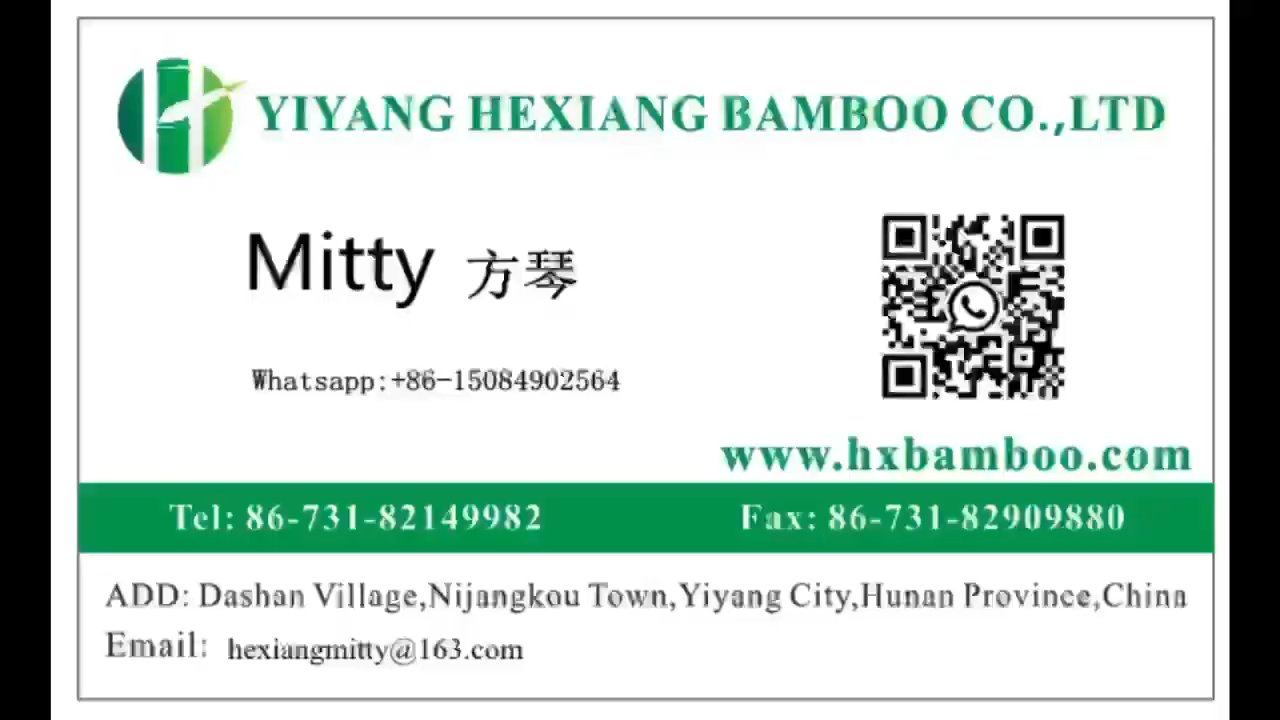 YIYANG HEXIANG BAMBOO CO.,LTD
Mitty 方琴
Whatsapp:+86-15084902564
www.hxbamboo.com
Tel: 86-731-82149982 Fax: 86-731-82909880
ADD: Dashan Village,Nijangkou Town,Yiyang City,Hunan Province,China
Email: hexiangmitty@163.com